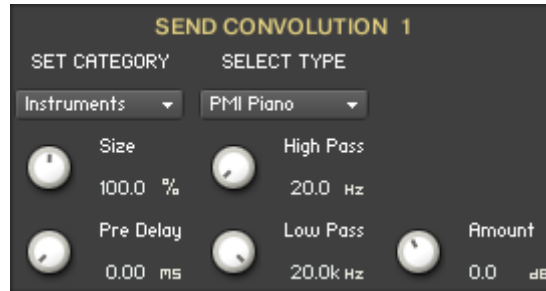 SEND CONVOLUTION 1
SET CATEGORY SELECT TYPE
Instruments PMI Piano
Size High Pass
100.0 % 20.0 Hz
Pre Delay Low Pass Amount
0.00 ms 20.0k Hz 0.0 dB